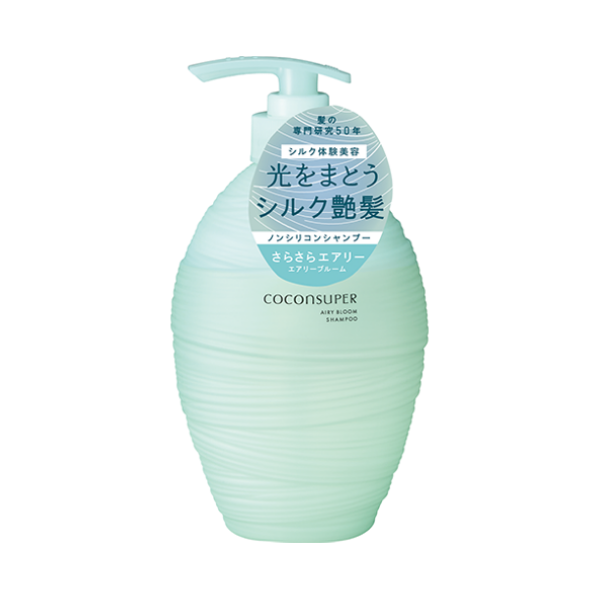 髪の
専門研究50年
シルク体験美容
光をまとう
シルク艶髪
ノンシリコンシャンプー
さらさらエアリー
エアリーブルーム
COCONSUPER
AIRY BLOOM
SHAMPOO